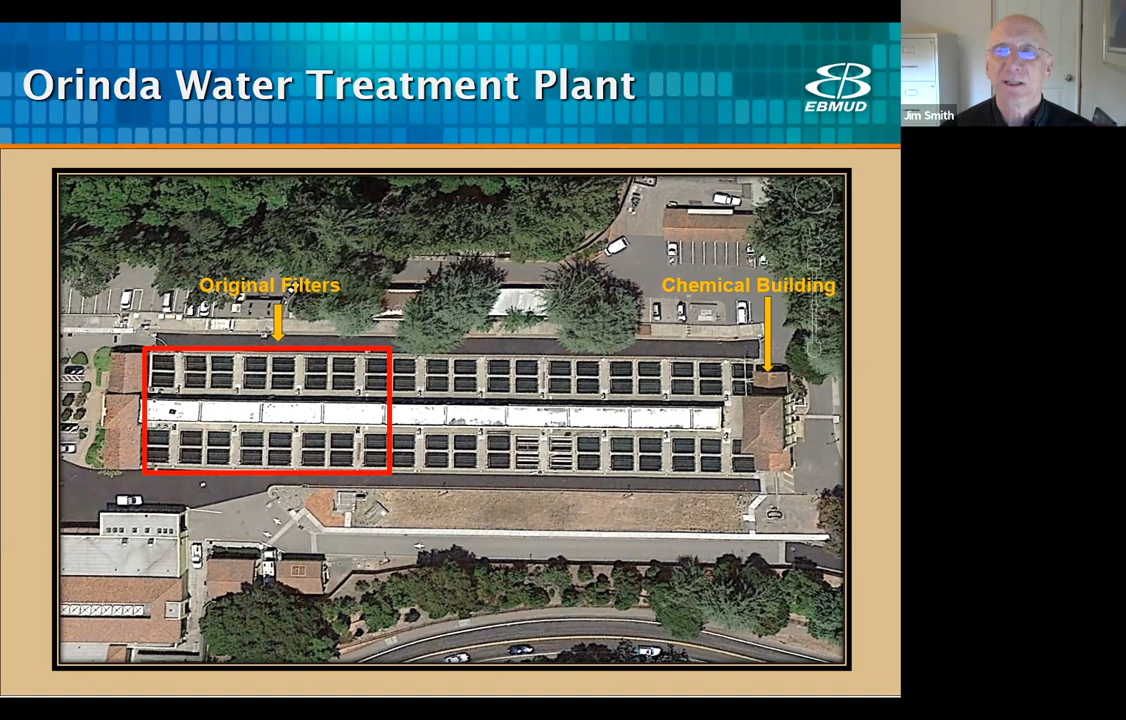 Orinda Water Treatment Plant
EBMUD
Jim Smith
Original Filters
Chemical Building